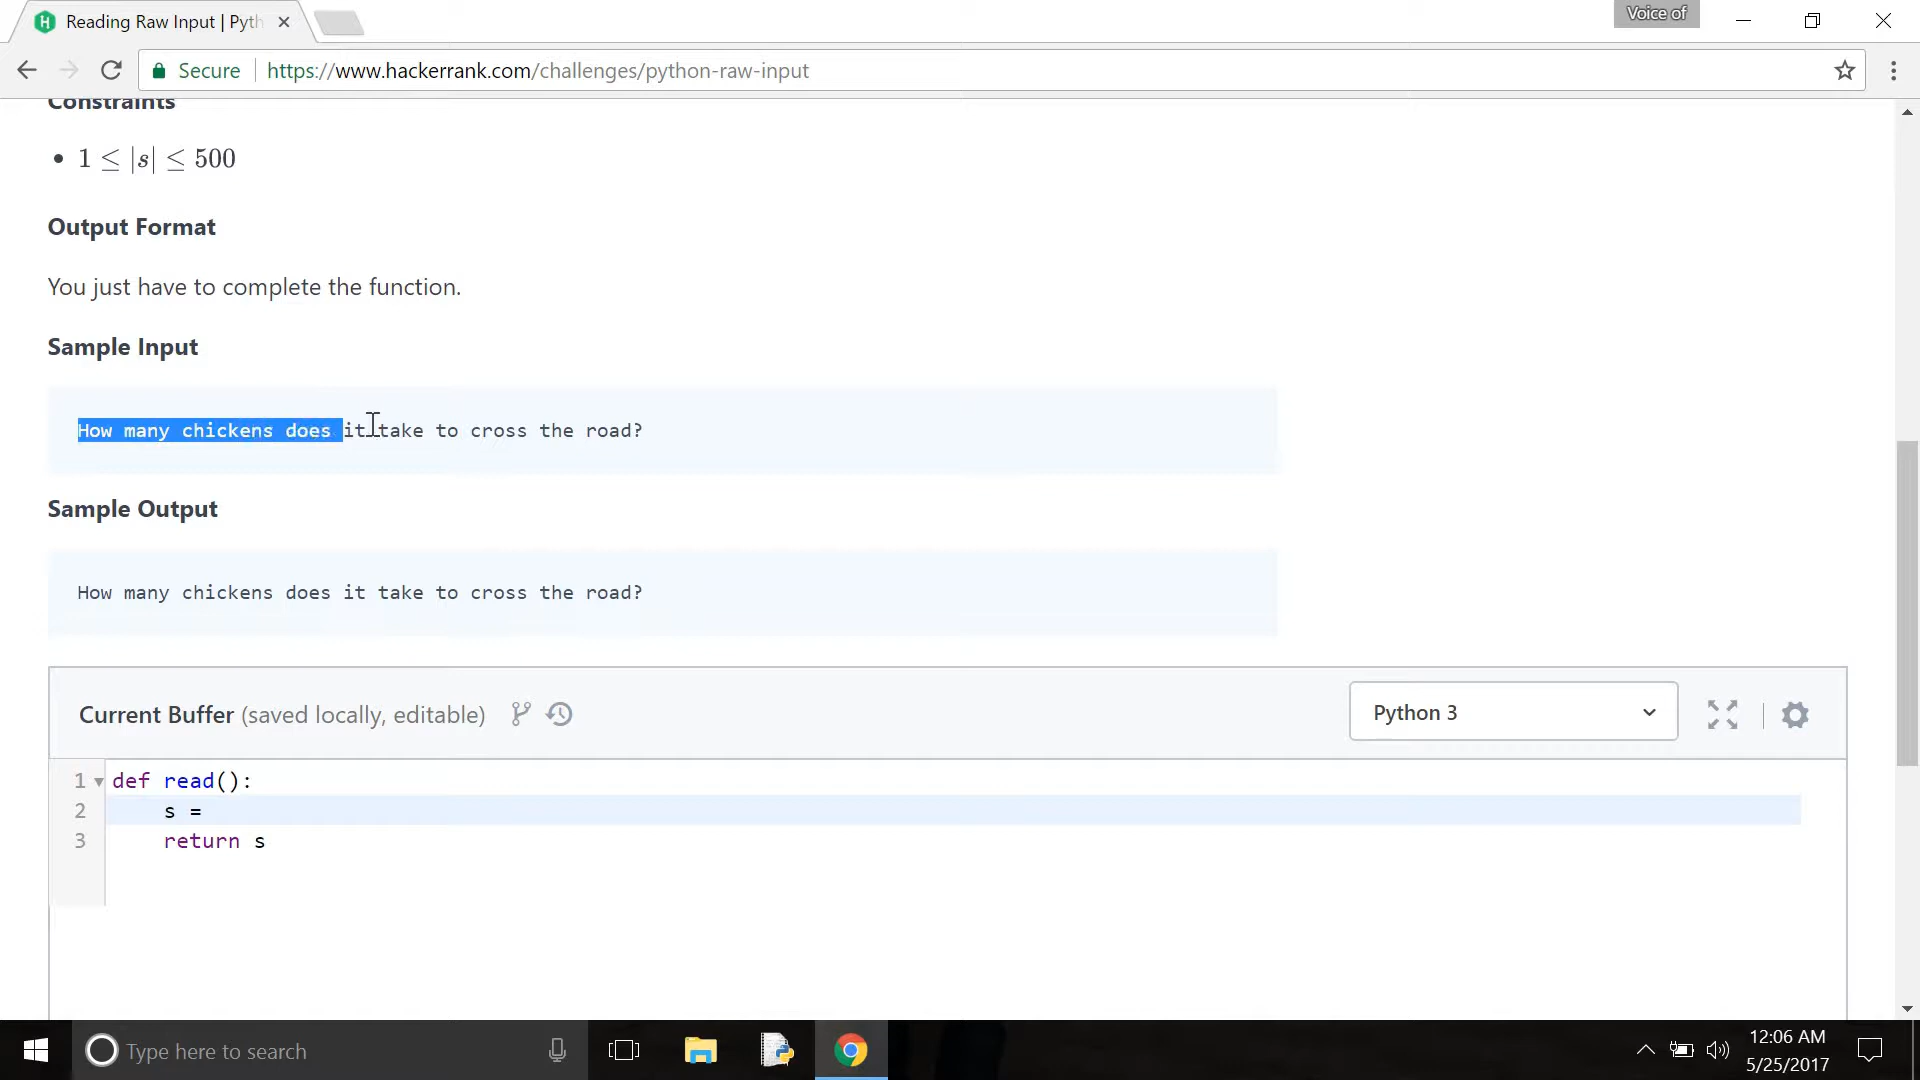 Reading Raw Input | Pyth
Voice of
Secure https://www.hackerrank.com/challenges/python-raw-input
Constraints
1 ≤ |s| ≤ 500
Output Format
You just have to complete the function.
Sample Input
How many chickens does it take to cross the road?
Sample Output
How many chickens does it take to cross the road?
Current Buffer (saved locally, editable)
Python 3
1 def read():
2 s =
3 return s
Type here to search
12:06 AM
5/25/2017